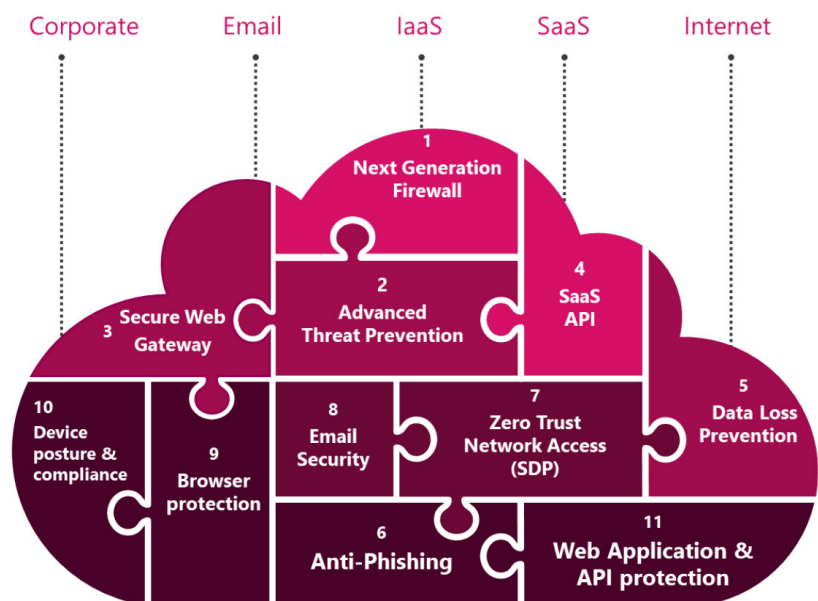 Corporate
Email
IaaS
SaaS
Internet
1
Next Generation
Firewall
2
Advanced
Threat Prevention
3
Secure Web
Gateway
4
SaaS
API
5
Data Loss
Prevention
10
Device
posture &
compliance
9
Browser
protection
8
Email
Security
7
Zero Trust
Network Access
(SDP)
6
Anti-Phishing
11
Web Application &
API protection